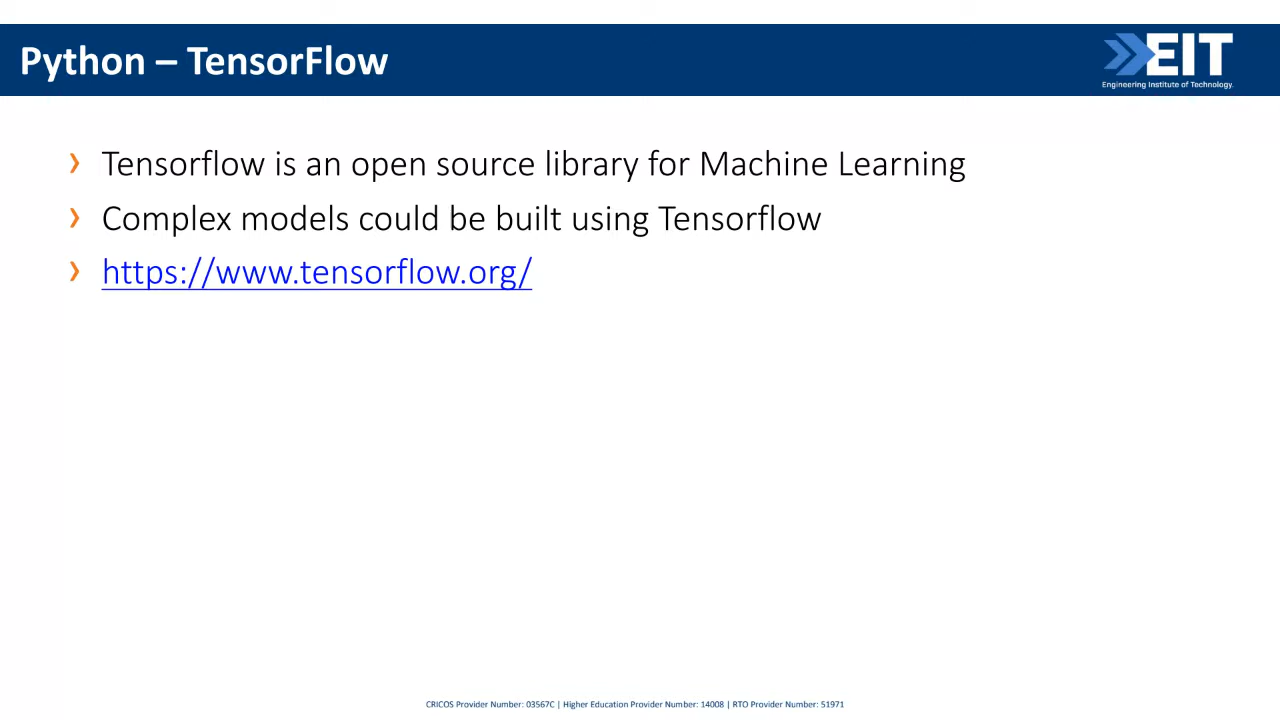 Python – TensorFlow
EIT
Engineering Institute of Technology.
› Tensorflow is an open source library for Machine Learning
› Complex models could be built using Tensorflow
› https://www.tensorflow.org/
CRICOS Provider Number: 03567C | Higher Education Provider Number: 14008 | RTO Provider Number: 51971